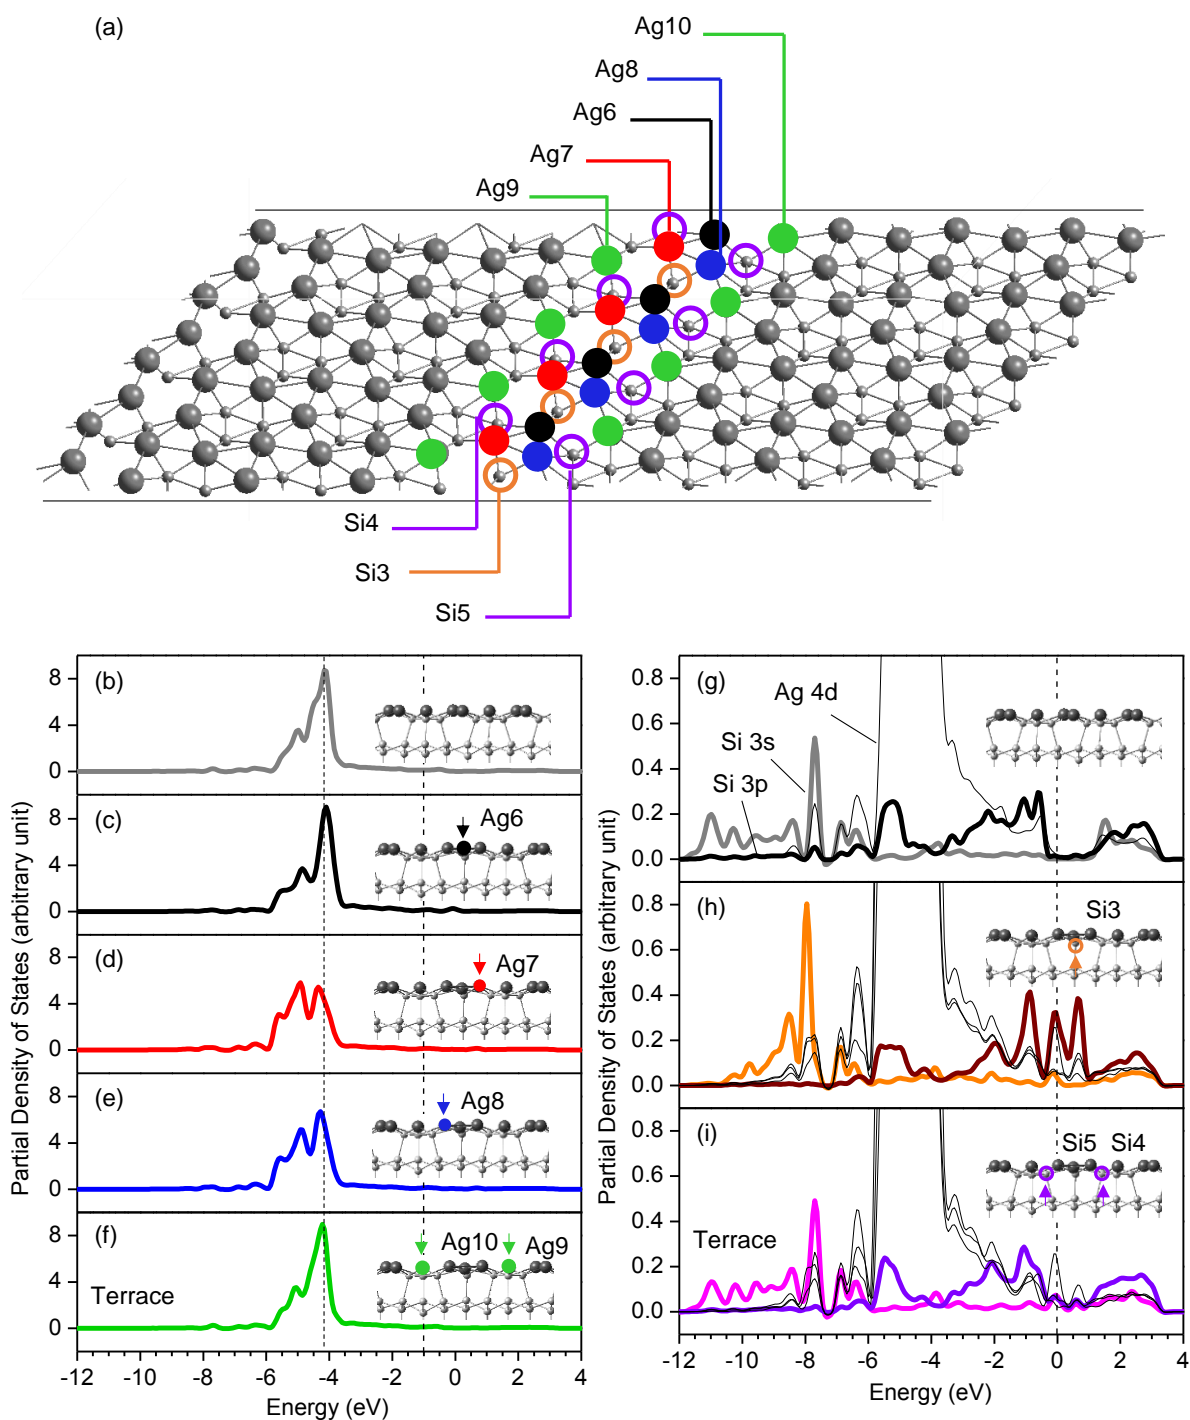 (a)
Ag10
Ag8
Ag6
Ag7
Ag9
Si4
Si3
Si5
Partial Density of States (arbitrary unit)
8
4
0
(b)
8
4
0
(c)
Ag6
8
4
0
(d)
Ag7
8
4
0
(e)
Ag8
8
4
0
(f)
Ag10
Ag9
Terrace
-12 -10 -8 -6 -4 -2 0 2 4
Energy (eV)
Partial Density of States (arbitrary unit)
0.8
0.6
0.4
0.2
0.0
(g)
Ag 4d
Si 3s
Si 3p
0.8
0.6
0.4
0.2
0.0
(h)
Si3
0.8
0.6
0.4
0.2
0.0
(i)
Si5 Si4
Terrace
-12 -10 -8 -6 -4 -2 0 2 4
Energy (eV)